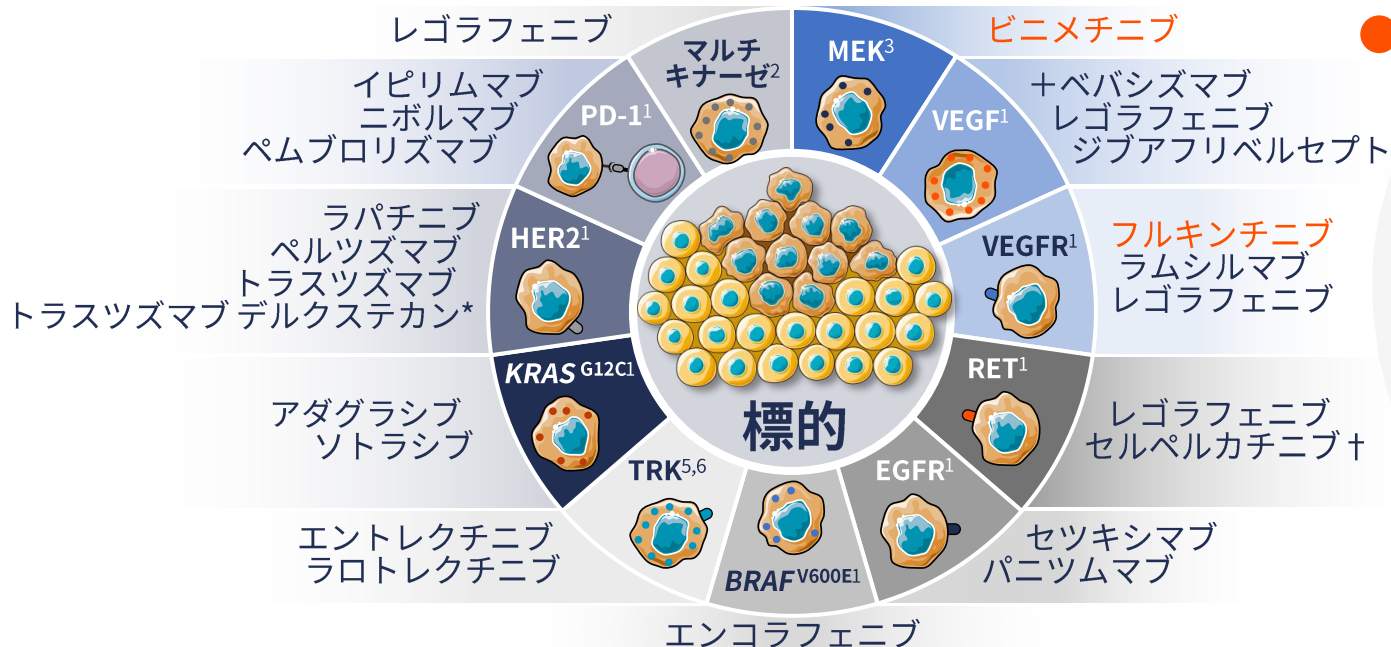 レゴラフェニブ
マルチ
キナーゼ2
MEK3
ビニメチニブ
イピリムマブ
ニボルマブ
ペムブロリズマブ
PD-11
VEGF1
＋ベバシズマブ
レゴラフェニブ
ジブアフリベルセプト
ラパチニブ
ペルツズマブ
トラスツズマブ
トラスツズマブ デルクステカン*
HER21
VEGFR1
フルキンチニブ
ラムシルマブ
レゴラフェニブ
アダグラシブ
ソトラシブ
KRAS G12C1
標的
RET1
レゴラフェニブ
セルペルカチニブ †
エントレクチニブ
ラロトレクチニブ
TRK5,6
BRAF V600E1
EGFR1
セツキシマブ
パニツムマブ
エンコラフェニブ